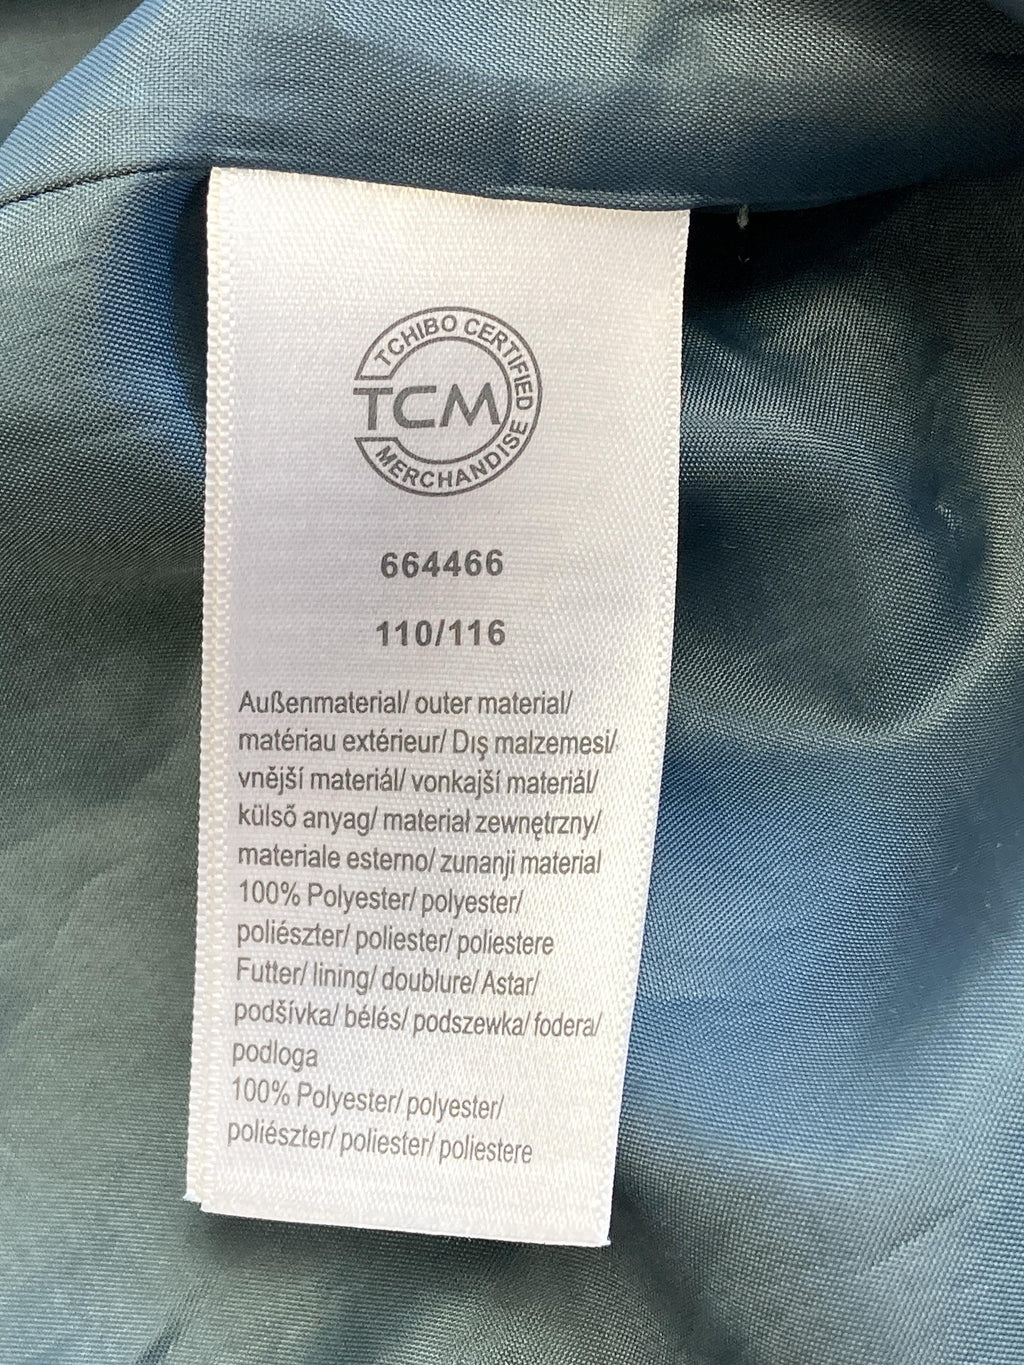 TCHIBO CERTIFIED
TCM
MERCHANDISE
664466
110/116
Außenmaterial/ outer material/
matériau extérieur/ Dış malzemesi/
vnější materiál/ vonkajší materiál/
külső anyag/ materiał zewnętrzny/
materiale esterno/ zunanji material
100% Polyester/ polyester/
poliészter/ poliester/ poliestere
Futter/ lining/ doublure/ Astar/
podšívka/ bélés/ podszewka/ fodera/
podloga
100% Polyester/ polyester/
poliészter/ poliester/ poliestere